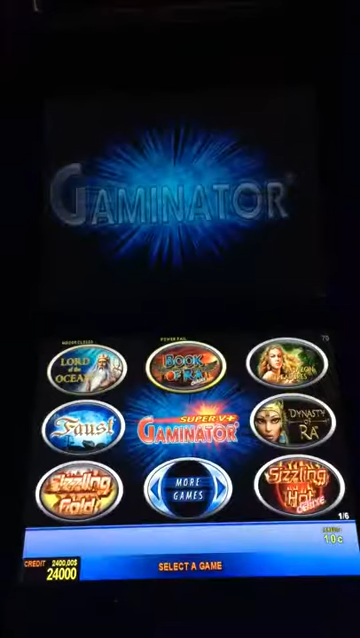 GAMINATOR
LORD
OF THE
OCEAN
BOOK
OF RA
Faust
SUPER-V+
GAMINATOR
DYNASTY
OF
RA
Sizzling
Gold
MORE
GAMES
Sizzling
Hot
DELUXE
1/6
10¢
CREDIT 2400,00$
24000
SELECT A GAME